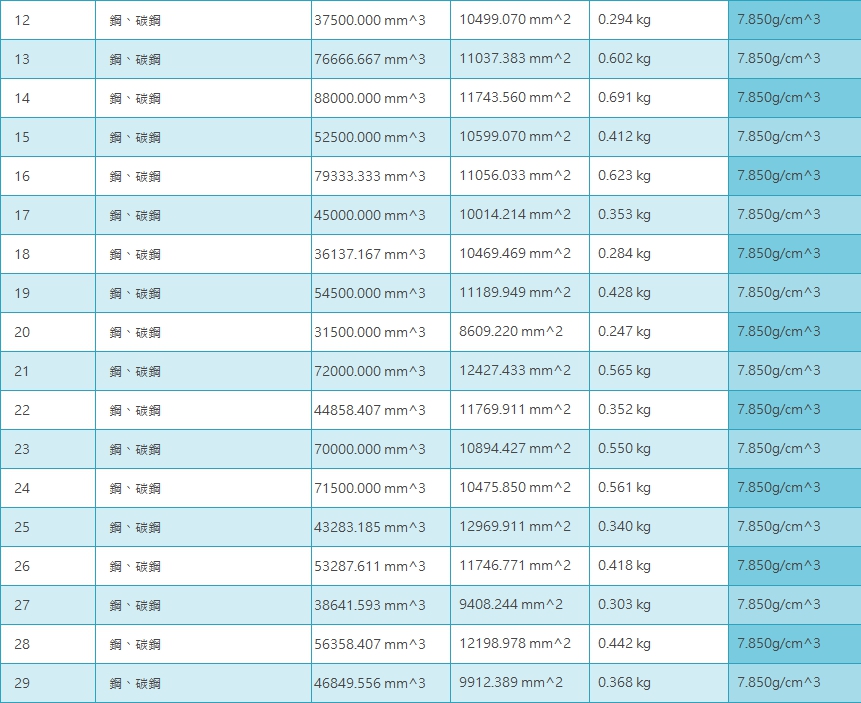 12 鋼、碳鋼 37500.000 mm^3 10499.070 mm^2 0.294 kg 7.850g/cm^3
13 鋼、碳鋼 76666.667 mm^3 11037.383 mm^2 0.602 kg 7.850g/cm^3
14 鋼、碳鋼 88000.000 mm^3 11743.560 mm^2 0.691 kg 7.850g/cm^3
15 鋼、碳鋼 52500.000 mm^3 10599.070 mm^2 0.412 kg 7.850g/cm^3
16 鋼、碳鋼 79333.333 mm^3 11056.033 mm^2 0.623 kg 7.850g/cm^3
17 鋼、碳鋼 45000.000 mm^3 10014.214 mm^2 0.353 kg 7.850g/cm^3
18 鋼、碳鋼 36137.167 mm^3 10469.469 mm^2 0.284 kg 7.850g/cm^3
19 鋼、碳鋼 54500.000 mm^3 11189.949 mm^2 0.428 kg 7.850g/cm^3
20 鋼、碳鋼 31500.000 mm^3 8609.220 mm^2 0.247 kg 7.850g/cm^3
21 鋼、碳鋼 72000.000 mm^3 12427.433 mm^2 0.565 kg 7.850g/cm^3
22 鋼、碳鋼 44858.407 mm^3 11769.911 mm^2 0.352 kg 7.850g/cm^3
23 鋼、碳鋼 70000.000 mm^3 10894.427 mm^2 0.550 kg 7.850g/cm^3
24 鋼、碳鋼 71500.000 mm^3 10475.850 mm^2 0.561 kg 7.850g/cm^3
25 鋼、碳鋼 43283.185 mm^3 12969.911 mm^2 0.340 kg 7.850g/cm^3
26 鋼、碳鋼 53287.611 mm^3 11746.771 mm^2 0.418 kg 7.850g/cm^3
27 鋼、碳鋼 38641.593 mm^3 9408.244 mm^2 0.303 kg 7.850g/cm^3
28 鋼、碳鋼 56358.407 mm^3 12198.978 mm^2 0.442 kg 7.850g/cm^3
29 鋼、碳鋼 46849.556 mm^3 9912.389 mm^2 0.368 kg 7.850g/cm^3